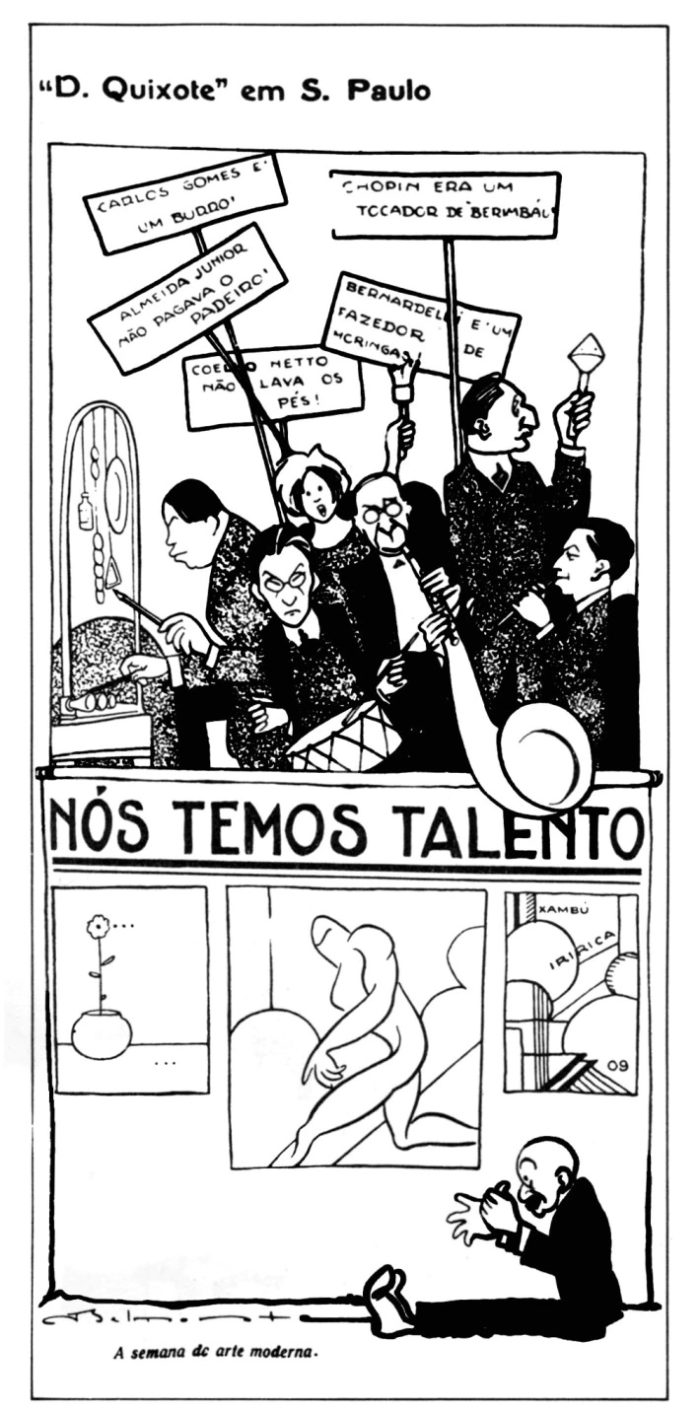 “D. Quixote” em S. Paulo
CARLOS GOMES E'
UM BURRO!
CHOPIN ERA UM
TOCADOR DE BERIMBÁU
ALMEIDA JUNIOR
NÃO PAGAVA O
PADEIRO!
BERNARDELLI E' UM
FAZEDOR DE
MORINGAS
COELHO NETTO
NÃO LAVA OS
PÉS!
NÓS TEMOS TALENTO
XAMBÚ
IRIRICA
09
Belmonte
A semana de arte moderna.